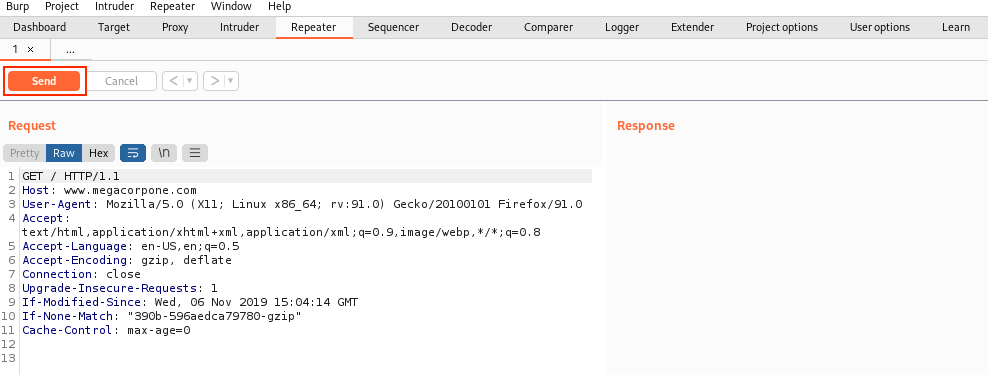 Burp Project Intruder Repeater Window Help
Dashboard Target Proxy Intruder Repeater Sequencer Decoder Comparer Logger Extender Project options User options Learn
1 × ...
Send Cancel < ▾ > ▾
Request
Response
Pretty Raw Hex \n
1 GET / HTTP/1.1
2 Host: www.megacorpone.com
3 User-Agent: Mozilla/5.0 (X11; Linux x86_64; rv:91.0) Gecko/20100101 Firefox/91.0
4 Accept:
text/html,application/xhtml+xml,application/xml;q=0.9,image/webp,*/*;q=0.8
5 Accept-Language: en-US,en;q=0.5
6 Accept-Encoding: gzip, deflate
7 Connection: close
8 Upgrade-Insecure-Requests: 1
9 If-Modified-Since: Wed, 06 Nov 2019 15:04:14 GMT
10 If-None-Match: "390b-596aedca79780-gzip"
11 Cache-Control: max-age=0
12
13